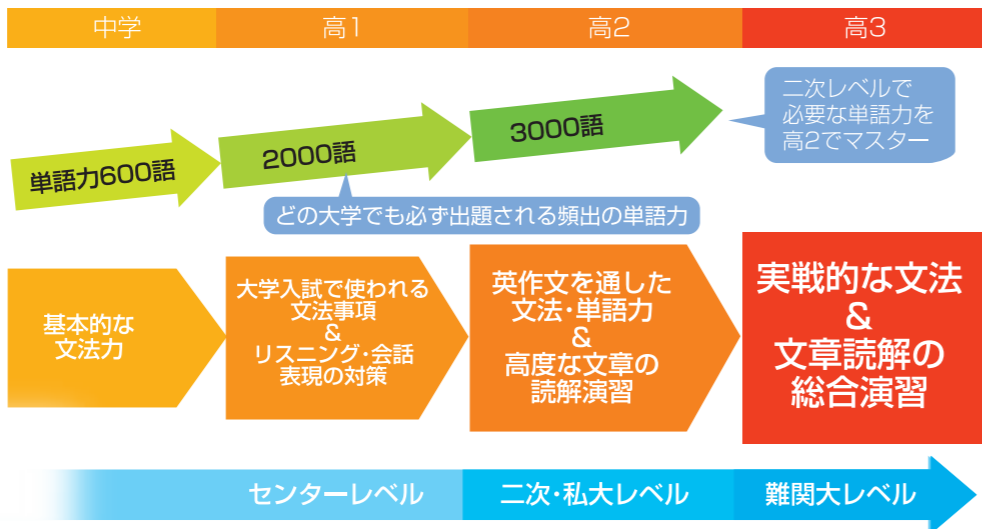 中学
高1
高2
高3
単語力600語
2000語
3000語
二次レベルで
必要な単語力を
高2でマスター
どの大学でも必ず出題される頻出の単語力
基本的な
文法力
大学入試で使われる
文法事項
&
リスニング・会話
表現の対策
英作文を通した
文法・単語力
&
高度な文章の
読解演習
実戦的な文法
&
文章読解の
総合演習
センターレベル
二次・私大レベル
難関大レベル